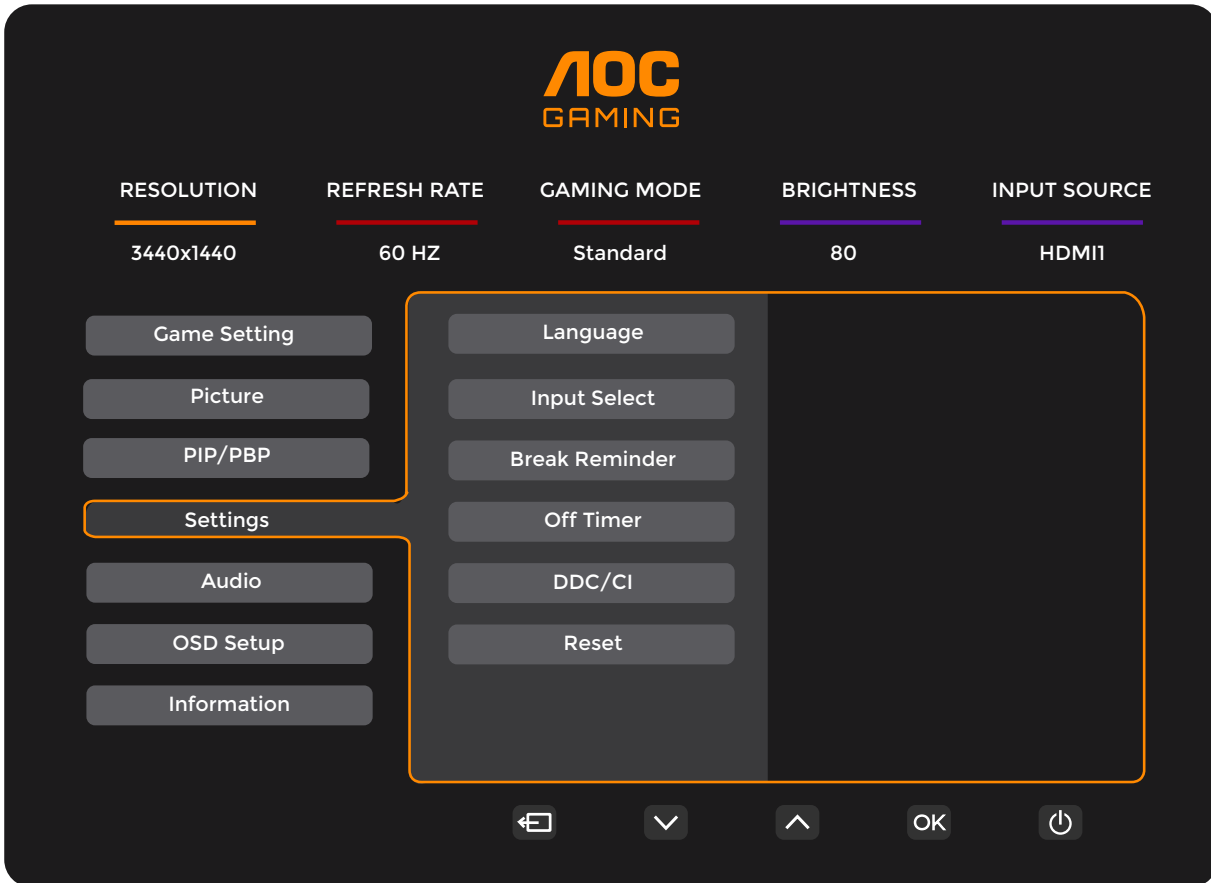 AOC
GAMING
RESOLUTION REFRESH RATE GAMING MODE BRIGHTNESS INPUT SOURCE
3440x1440 60 HZ Standard 80 HDMI1
Game Setting
Picture
PIP/PBP
Settings
Audio
OSD Setup
Information
Language
Input Select
Break Reminder
Off Timer
DDC/CI
Reset
OK